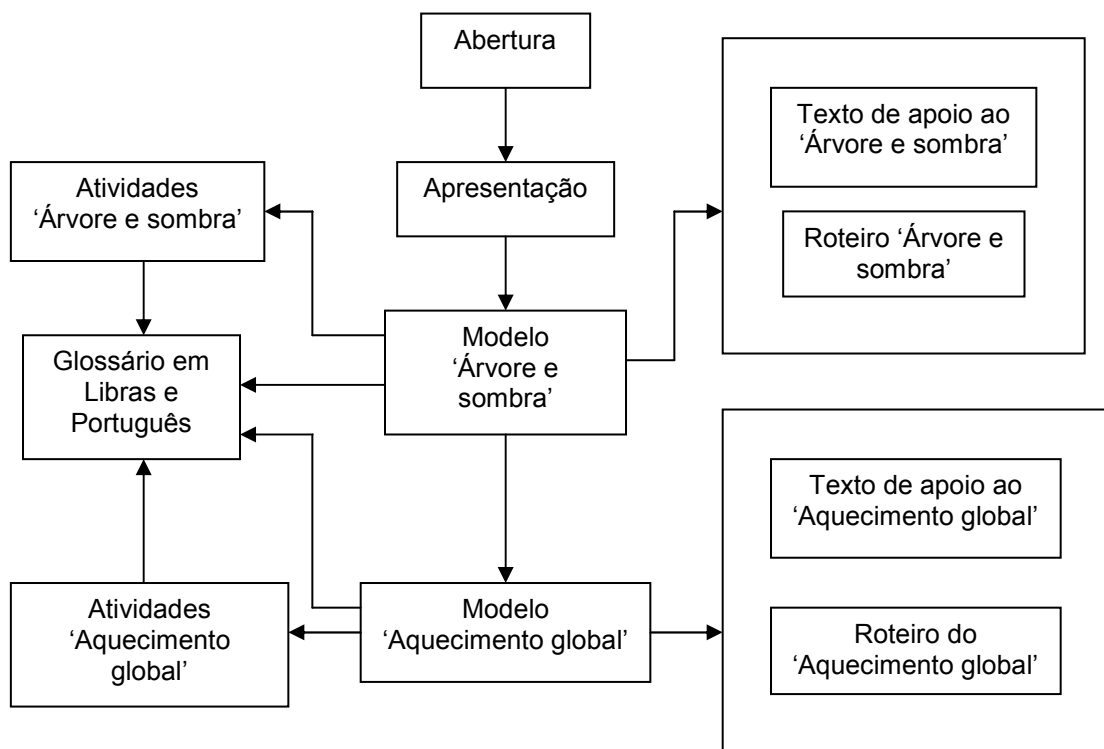 Abertura
Texto de apoio ao
‘Árvore e sombra’
Atividades
‘Árvore e sombra’
Apresentação
Roteiro ‘Árvore e
sombra’
Modelo
‘Árvore e
sombra’
Glossário em
Libras e
Português
Texto de apoio ao
‘Aquecimento global’
Atividades
‘Aquecimento
global’
Modelo
‘Aquecimento global’
Roteiro do
‘Aquecimento global’